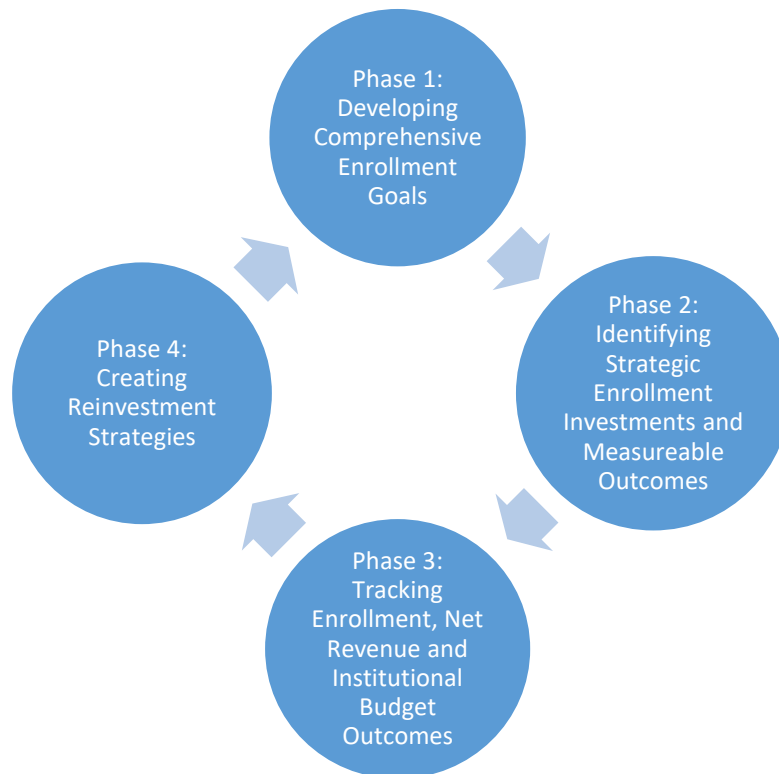 Phase 1:
Developing
Comprehensive
Enrollment
Goals
Phase 2:
Identifying
Strategic
Enrollment
Investments and
Measureable
Outcomes
Phase 3:
Tracking
Enrollment, Net
Revenue and
Institutional
Budget
Outcomes
Phase 4:
Creating
Reinvestment
Strategies